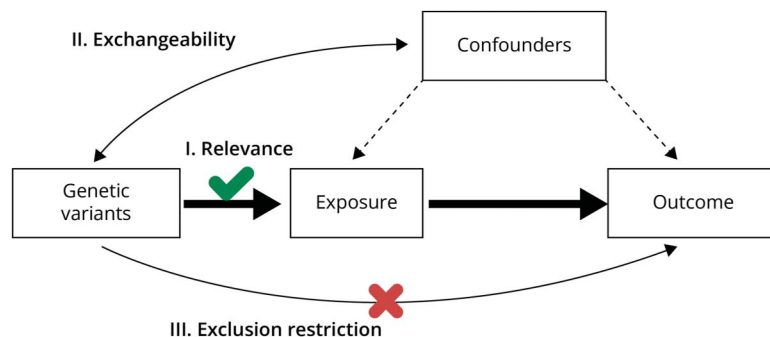 II. Exchangeability
Confounders
I. Relevance
Genetic
variants
Exposure
Outcome
III. Exclusion restriction